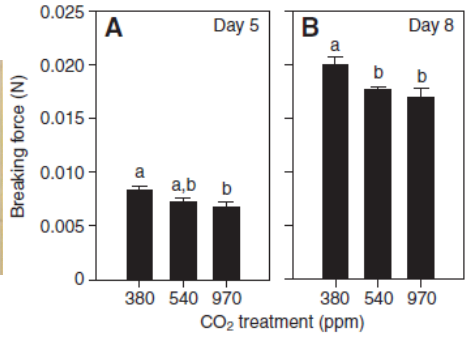 A Day 5
B Day 8
Breaking force (N)
0.025
0.020
0.015
0.010
0.005
0
a
a,b
b
a
b
b
380 540 970
380 540 970
CO₂ treatment (ppm)